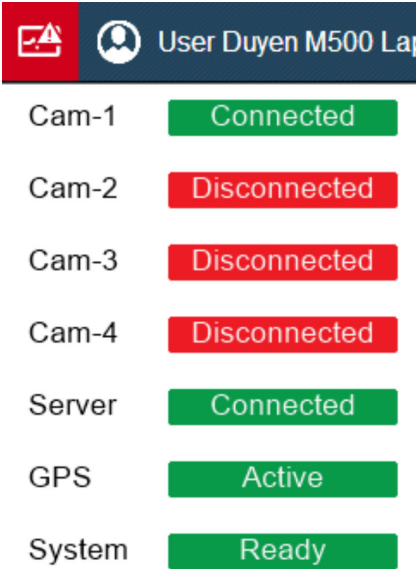 User Duyen M500 Lap
Cam-1 Connected
Cam-2 Disconnected
Cam-3 Disconnected
Cam-4 Disconnected
Server Connected
GPS Active
System Ready